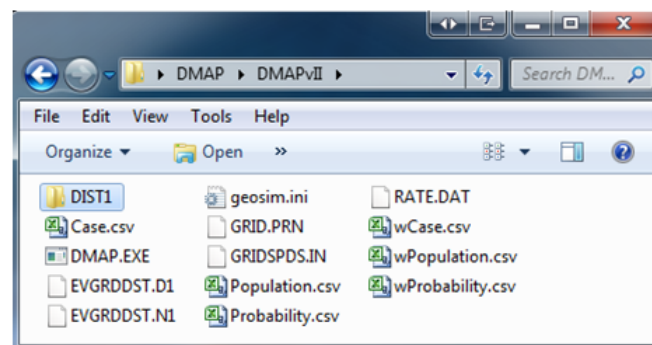 DMAP DMAPvII Search DM...
File Edit View Tools Help
Organize Open »
DIST1 geosim.ini RATE.DAT
Case.csv GRID.PRN wCase.csv
DMAP.EXE GRIDSPDS.IN wPopulation.csv
EVGRDDST.D1 Population.csv wProbability.csv
EVGRDDST.N1 Probability.csv